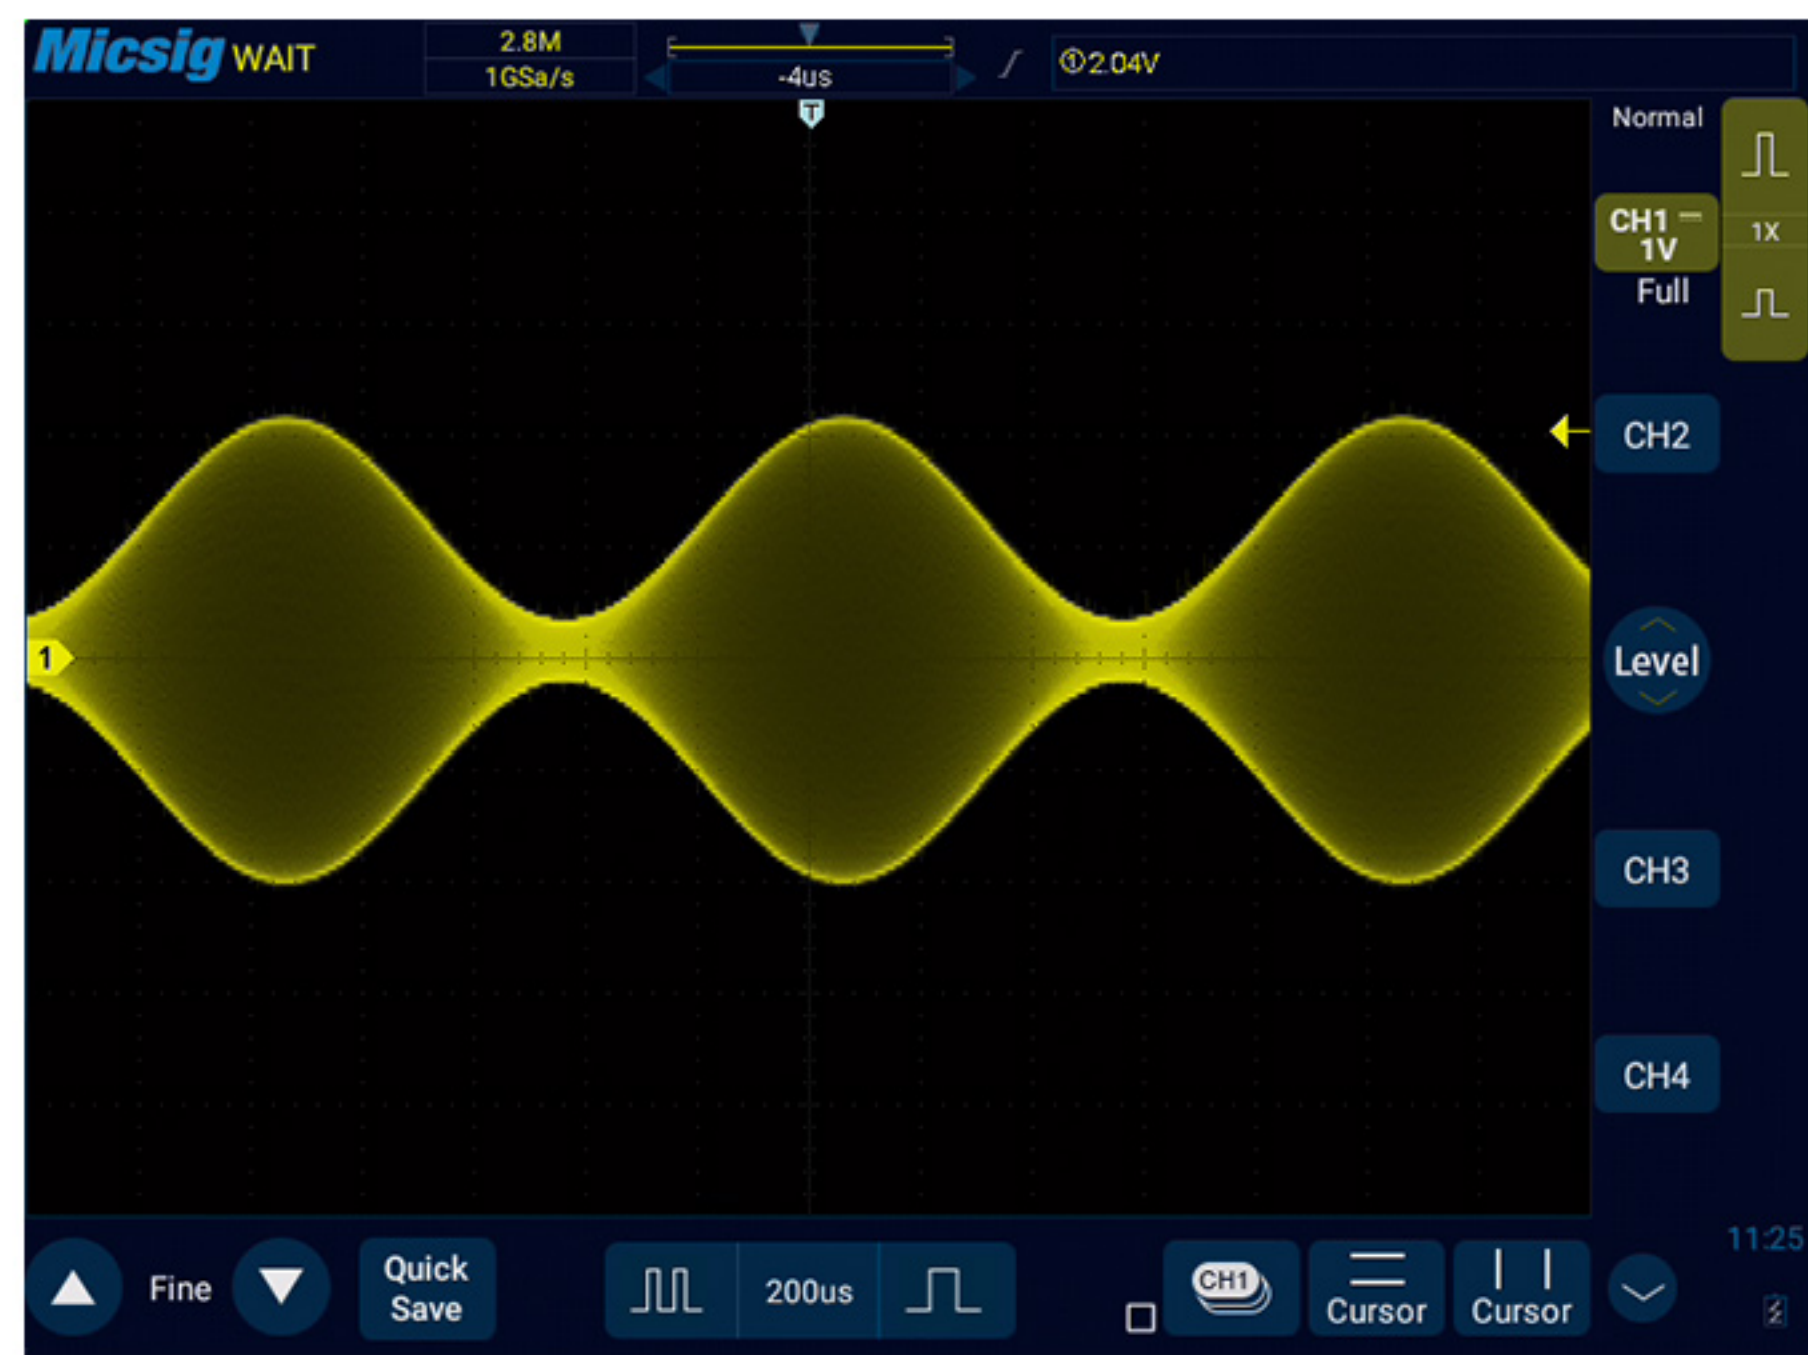 Micsig WAIT
2.8M
1GSa/s
-4us
①2.04V
T
Normal
CH1
1V
Full
1X
CH2
1
Level
CH3
CH4
11:25
Fine
Quick
Save
200us
CH1
Cursor
Cursor